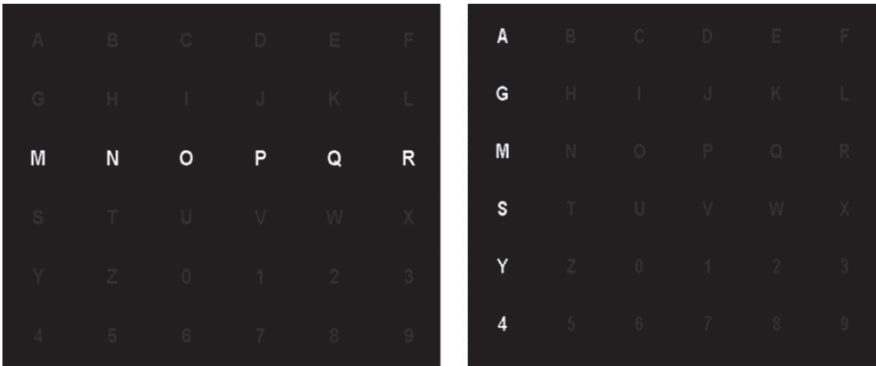 A B C D E F
G H I J K L
M N O P Q R
S T U V W X
Y Z 0 1 2 3
4 5 6 7 8 9
A B C D E F
G H I J K L
M N O P Q R
S T U V W X
Y Z 0 1 2 3
4 5 6 7 8 9